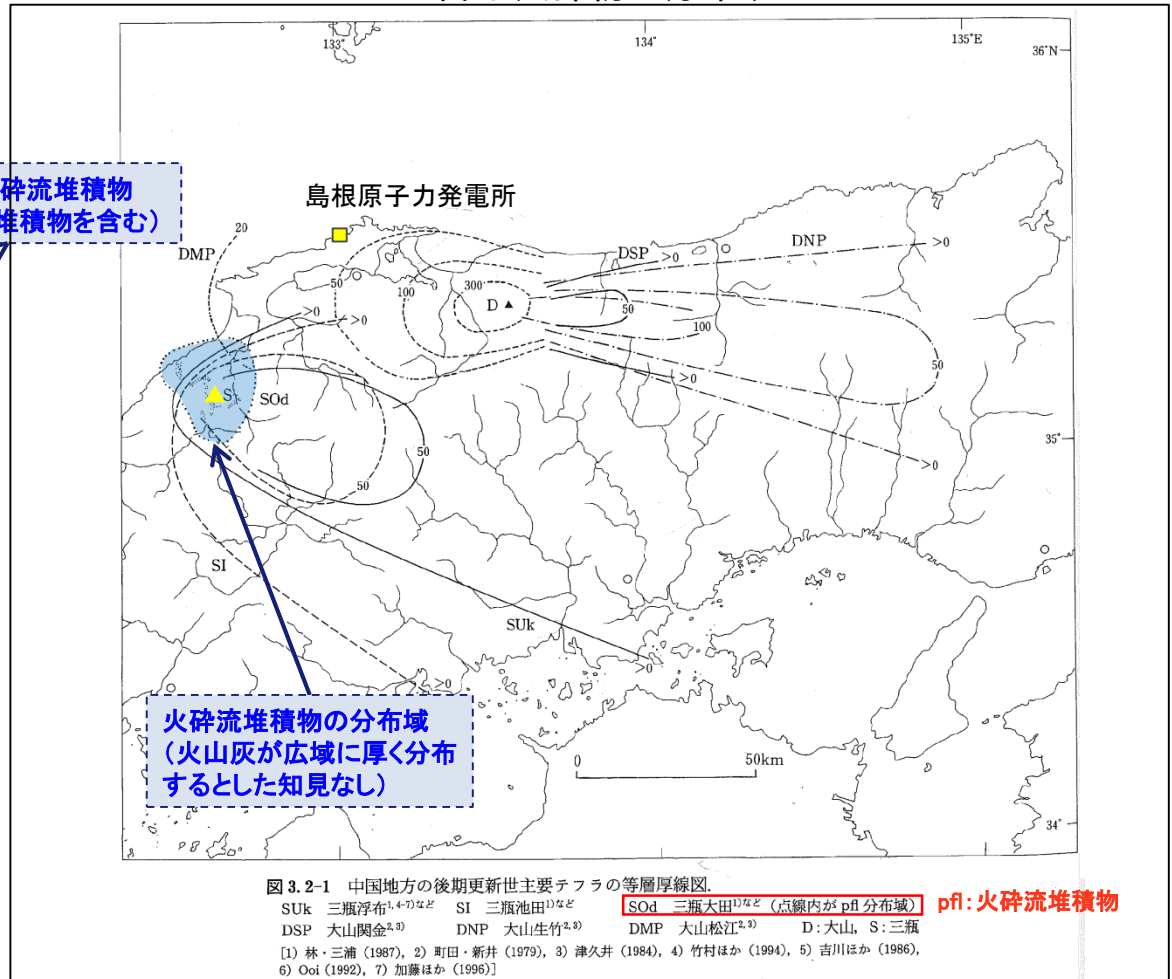 133°
134°
135°E
36°N
碎流堆積物
堆積物を含む）
島根原子力発電所
20
DMP
DSP
>0
DNP
>0
50
100
300
D
50
100
50
>0
>0
>0
>0
S
SOd
50
50
35°
SI
SUk
>0
>0
火砕流堆積物の分布域
（火山灰が広域に厚く分布
するとした知見なし）
0
50km
34°
図 3.2-1 中国地方の後期更新世主要テフラの等層厚線図.
SUk 三瓶浮布1,4-7)など SI 三瓶池田1)など SOd 三瓶大田1)など (点線内が pfl 分布域) pfl：火砕流堆積物
DSP 大山関金2,3) DNP 大山生竹2,3) DMP 大山松江2,3) D：大山, S：三瓶
[1) 林・三浦 (1987), 2) 町田・新井 (1979), 3) 津久井 (1984), 4) 竹村ほか (1994), 5) 吉川ほか (1986),
6) Ooi (1992), 7) 加藤ほか (1996)]